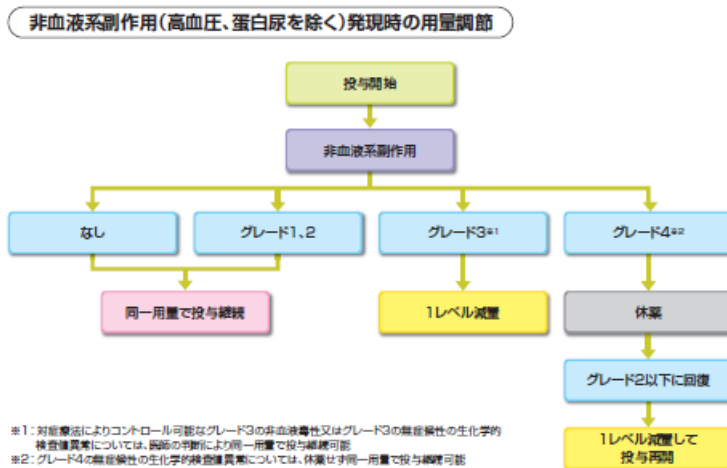 非血液系副作用(高血圧、蛋白尿を除く)発現時の用量調節
投与開始
非血液系副作用
なし
グレード1、2
グレード3※1
グレード4※2
同一用量で投与継続
1レベル減量
休薬
グレード2以下に回復
1レベル減量して
投与再開
※1:対症療法によりコントロール可能なグレード3の非血液毒性又はグレード3の無症候性の生化学的
検査値異常については、医師の判断により同一用量で投与継続可能
※2:グレード4の無症候性の生化学的検査値異常については、休薬せず同一用量で投与継続可能